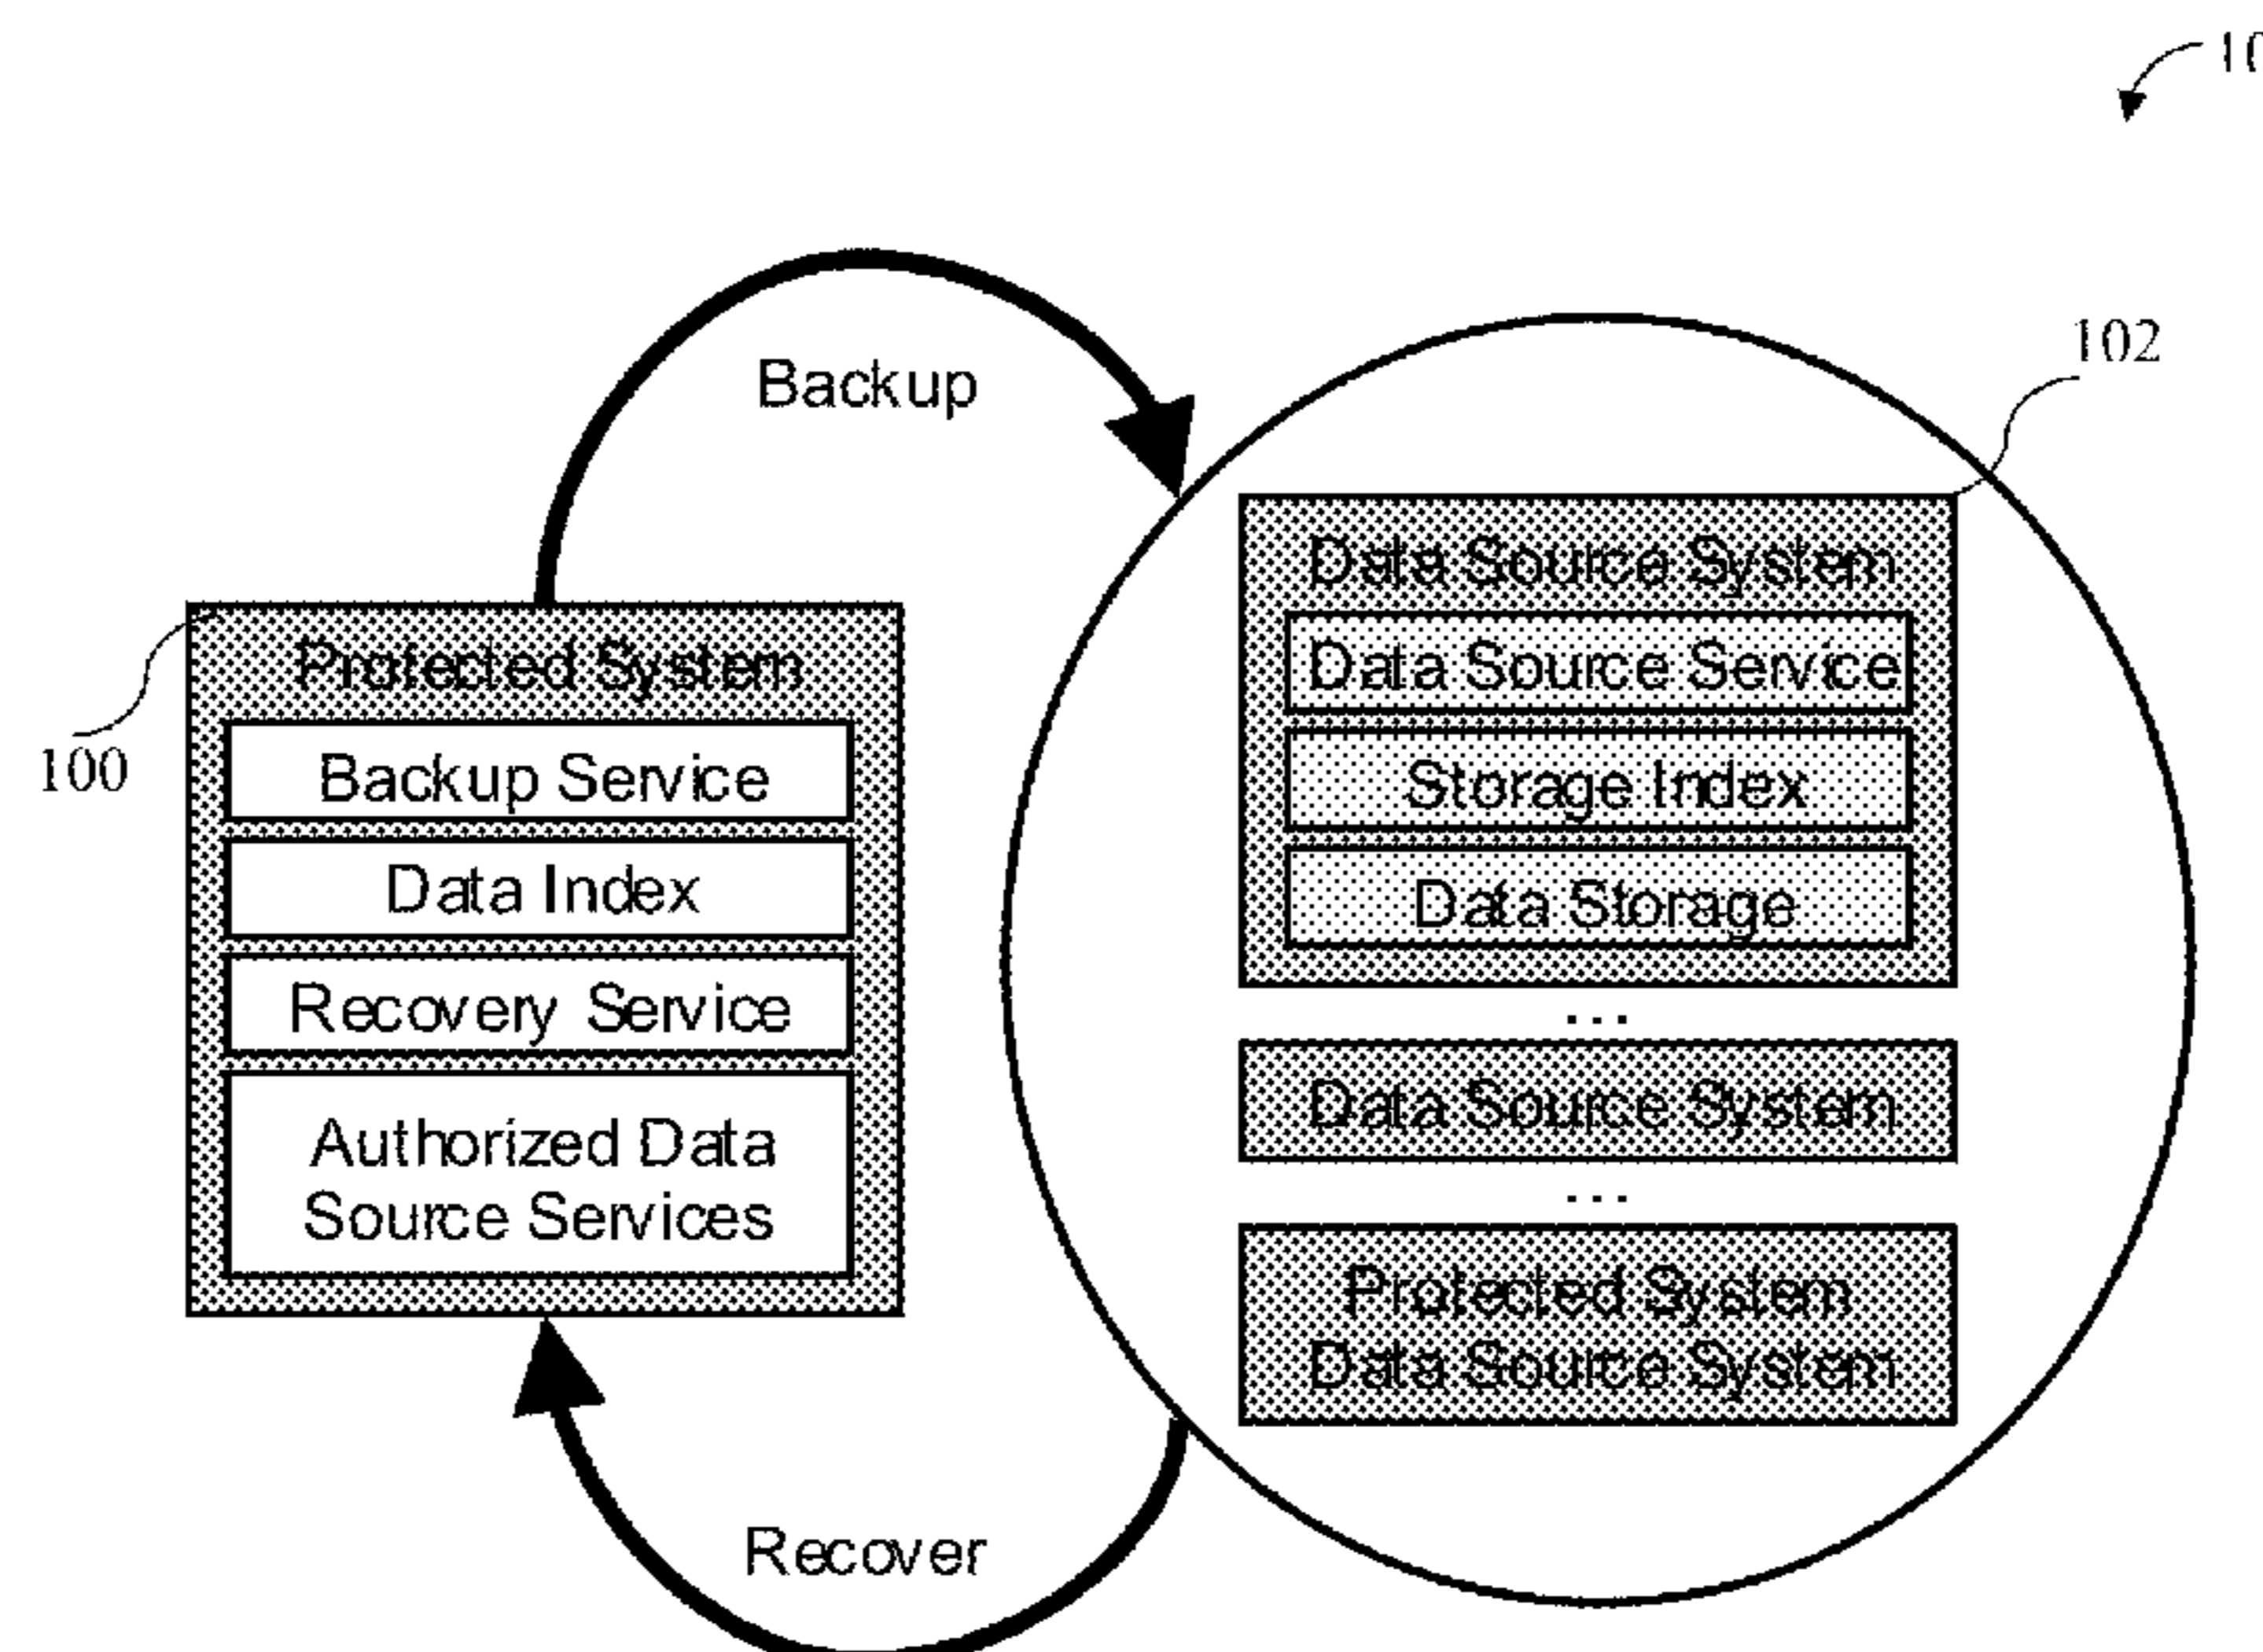 Backup
102
Data Source System
Data Source Service
Storage Index
Data Storage
...
Data Source System
...
Protected System
Data Source System
100
Protected System
Backup Service
Data Index
Recovery Service
Authorized Data
Source Services
Recover